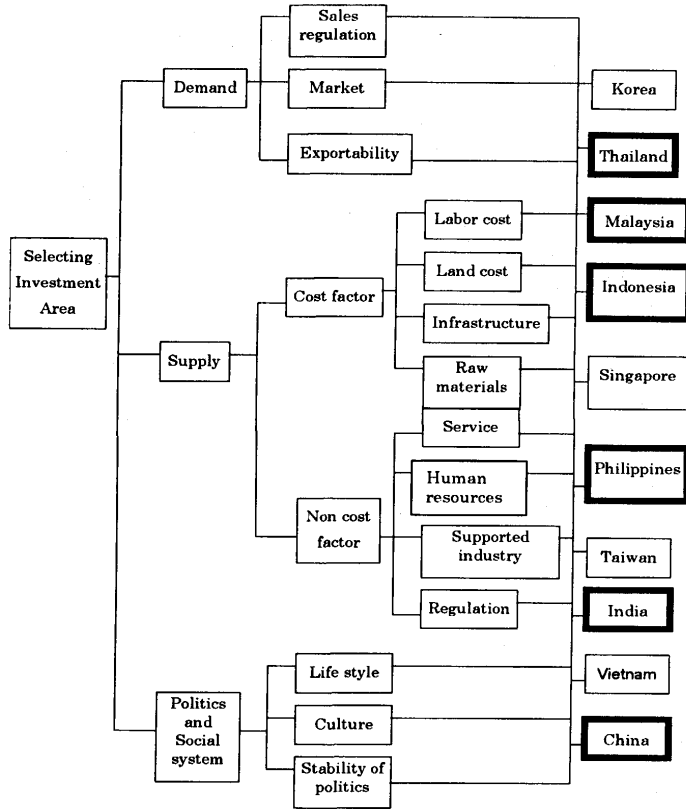 Selecting
Investment
Area
Demand
Sales
regulation
Market
Exportability
Supply
Cost factor
Labor cost
Land cost
Infrastructure
Raw
materials
Non cost
factor
Service
Human
resources
Supported
industry
Regulation
Politics
and
Social
system
Life style
Culture
Stability of
politics
Korea
Thailand
Malaysia
Indonesia
Singapore
Philippines
Taiwan
India
Vietnam
China